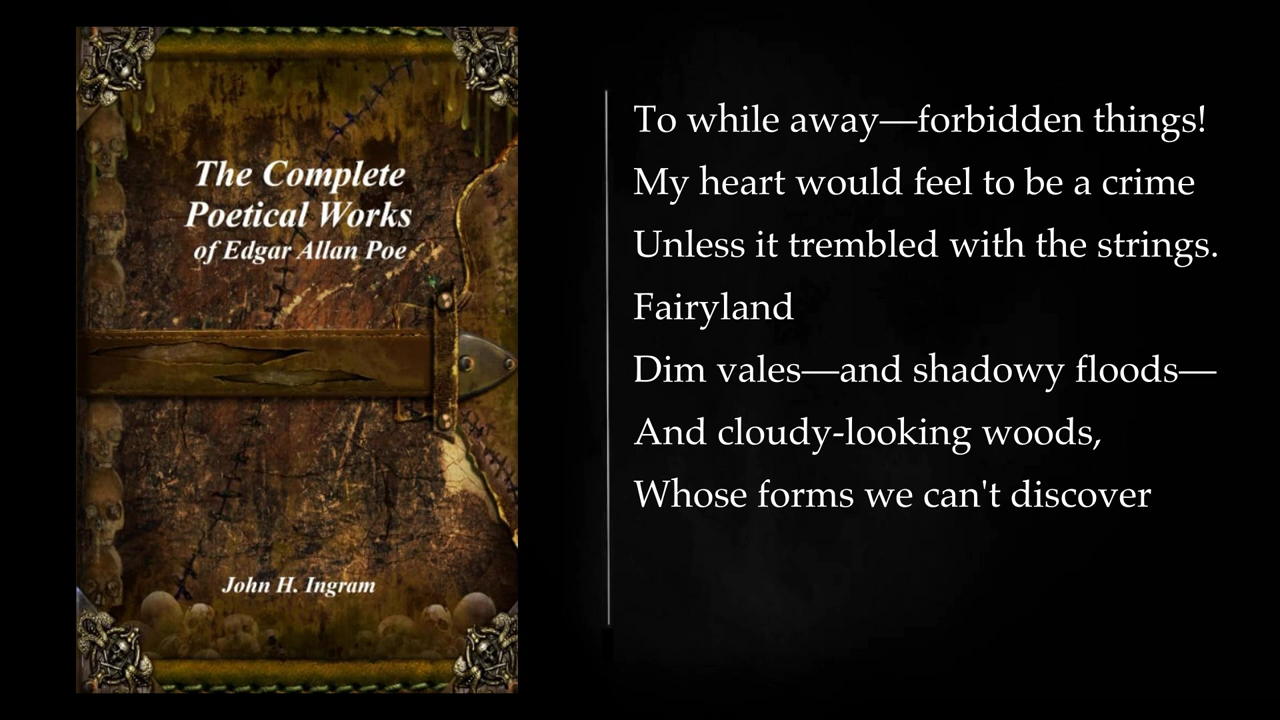 The Complete
Poetical Works
of Edgar Allan Poe
John H. Ingram
To while away—forbidden things!
My heart would feel to be a crime
Unless it trembled with the strings.
Fairyland
Dim vales—and shadowy floods—
And cloudy-looking woods,
Whose forms we can't discover